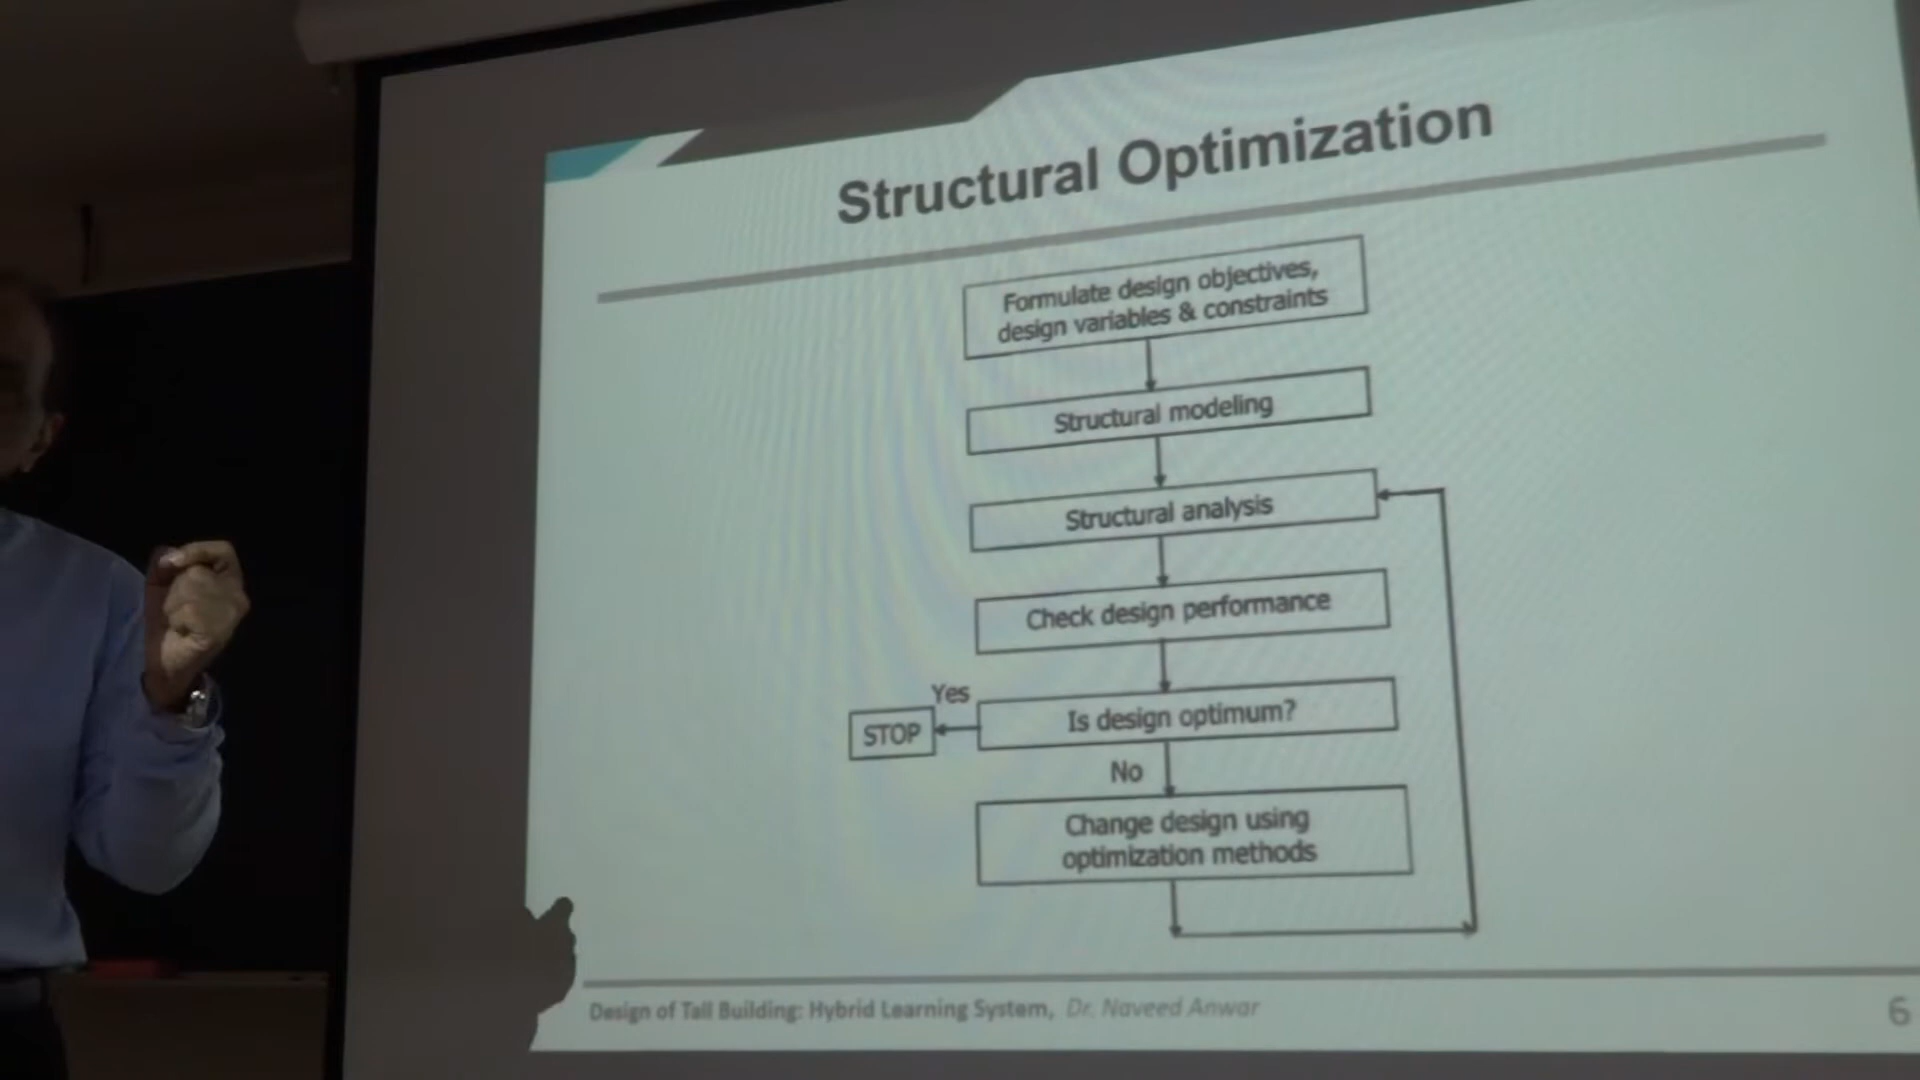 Structural Optimization
Formulate design objectives,
design variables & constraints
Structural modeling
Structural analysis
Check design performance
Yes
STOP
Is design optimum?
No
Change design using
optimization methods
Design of Tall Building: Hybrid Learning System, Dr. Naveed Anwar
6